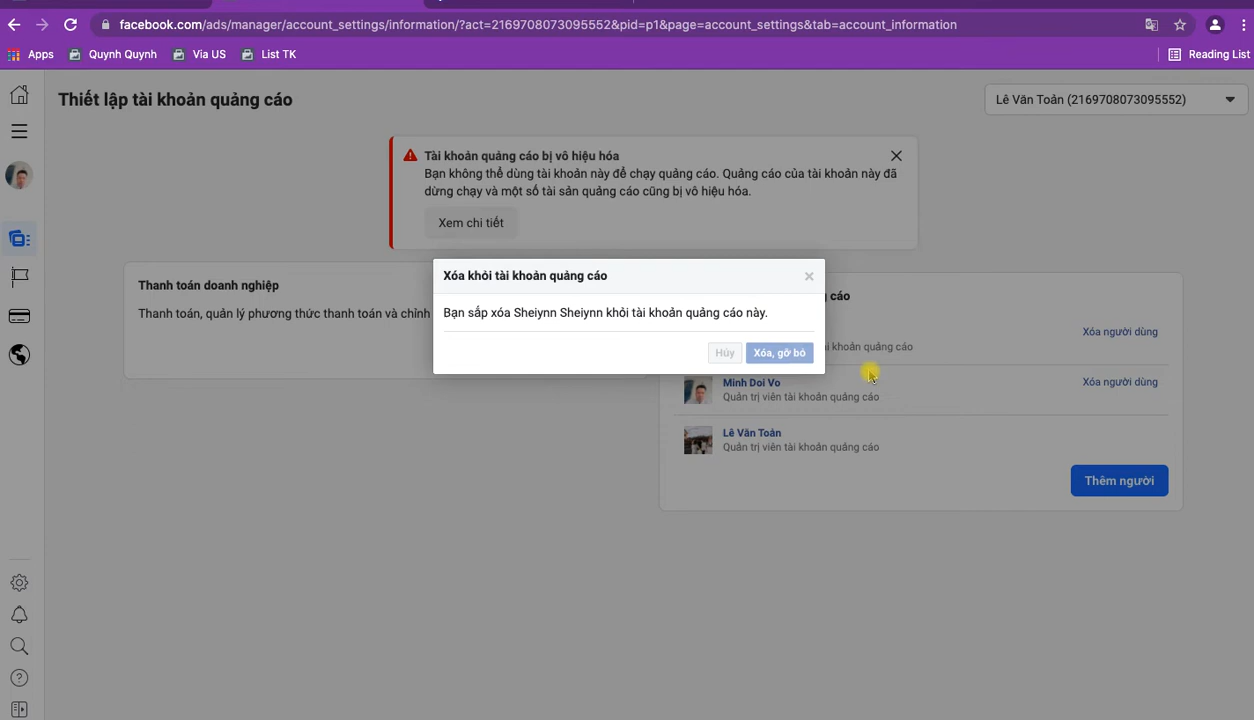 facebook.com/ads/manager/account_settings/information/?act=2169708073095552&pid=p1&page=account_settings&tab=account_information
Apps Quynh Quynh Via US List TK Reading List
Thiết lập tài khoản quảng cáo
Lê Văn Toản (2169708073095552)
Tài khoản quảng cáo bị vô hiệu hóa
Bạn không thể dùng tài khoản này để chạy quảng cáo. Quảng cáo của tài khoản này đã
dừng chạy và một số tài sản quảng cáo cũng bị vô hiệu hóa.
Xem chi tiết
Thanh toán doanh nghiệp
Thanh toán, quản lý phương thức thanh toán và chỉnh
Xóa khỏi tài khoản quảng cáo
Bạn sắp xóa Sheiynn Sheiynn khỏi tài khoản quảng cáo này.
Hủy Xóa, gỡ bỏ
cáo
Xóa người dùng
khoản quảng cáo
Minh Doi Vo
Xóa người dùng
Quản trị viên tài khoản quảng cáo
Lê Văn Toản
Quản trị viên tài khoản quảng cáo
Thêm người